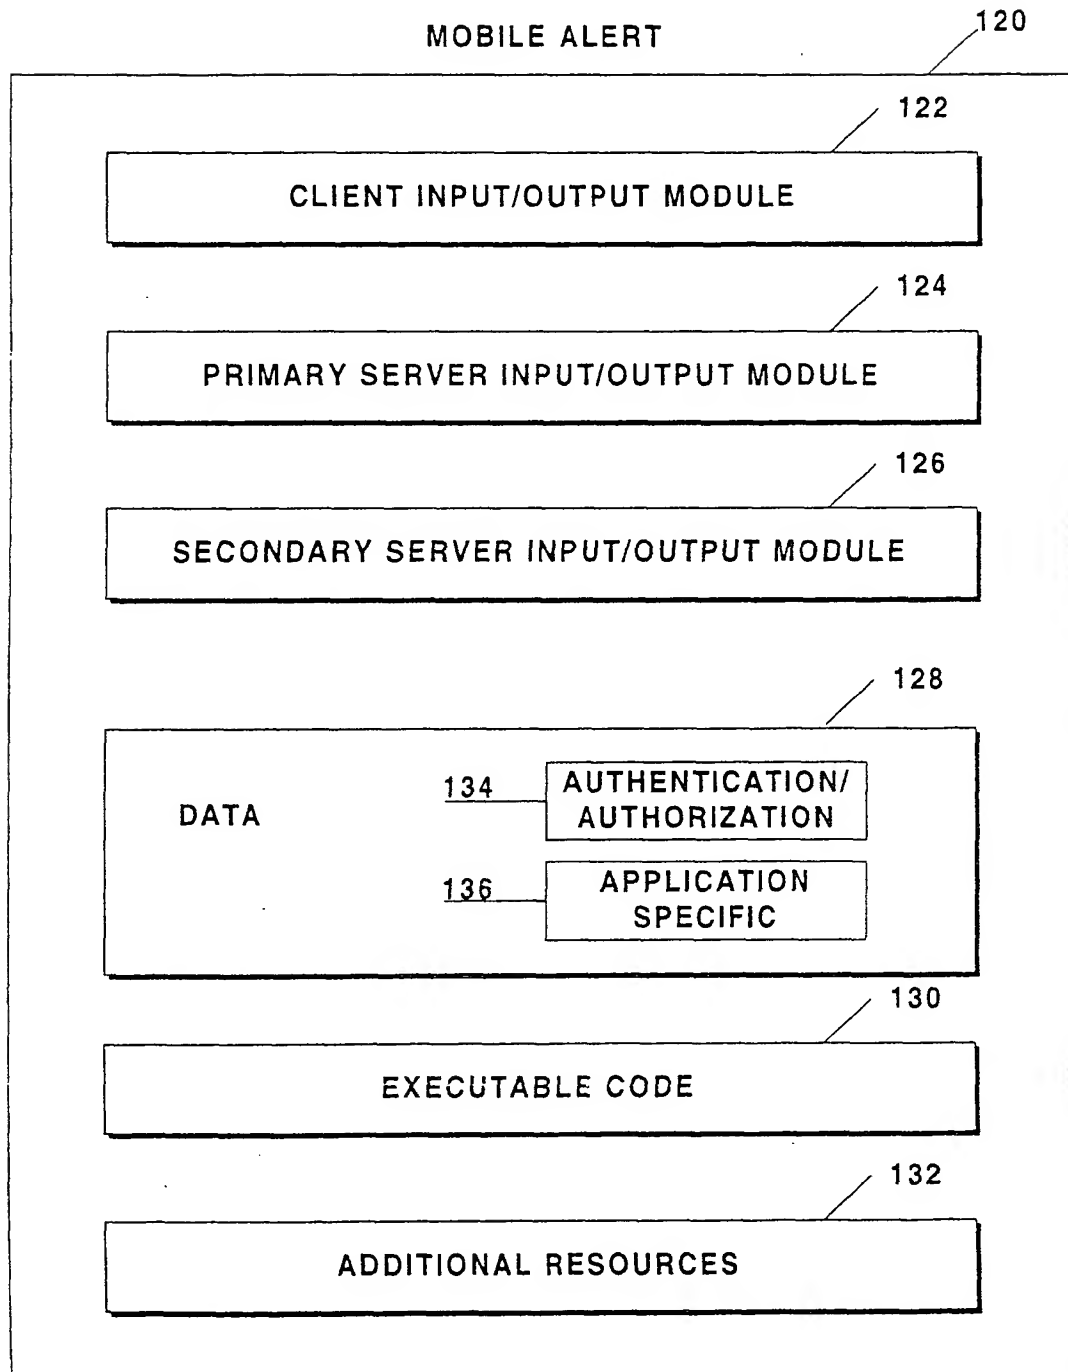 MOBILE ALERT
120
122
CLIENT INPUT/OUTPUT MODULE
124
PRIMARY SERVER INPUT/OUTPUT MODULE
126
SECONDARY SERVER INPUT/OUTPUT MODULE
128
DATA
134
AUTHENTICATION/
AUTHORIZATION
136
APPLICATION
SPECIFIC
130
EXECUTABLE CODE
132
ADDITIONAL RESOURCES